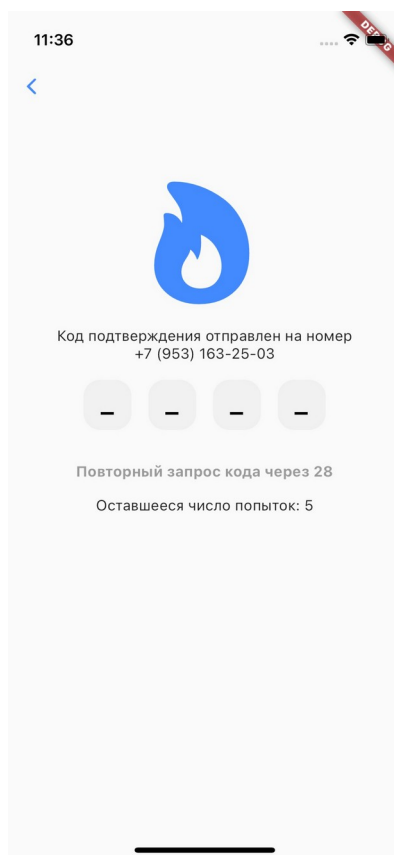 11:36
DEBUG
Код подтверждения отправлен на номер
+7 (953) 163-25-03
_ _ _ _
Повторный запрос кода через 28
Оставшееся число попыток: 5